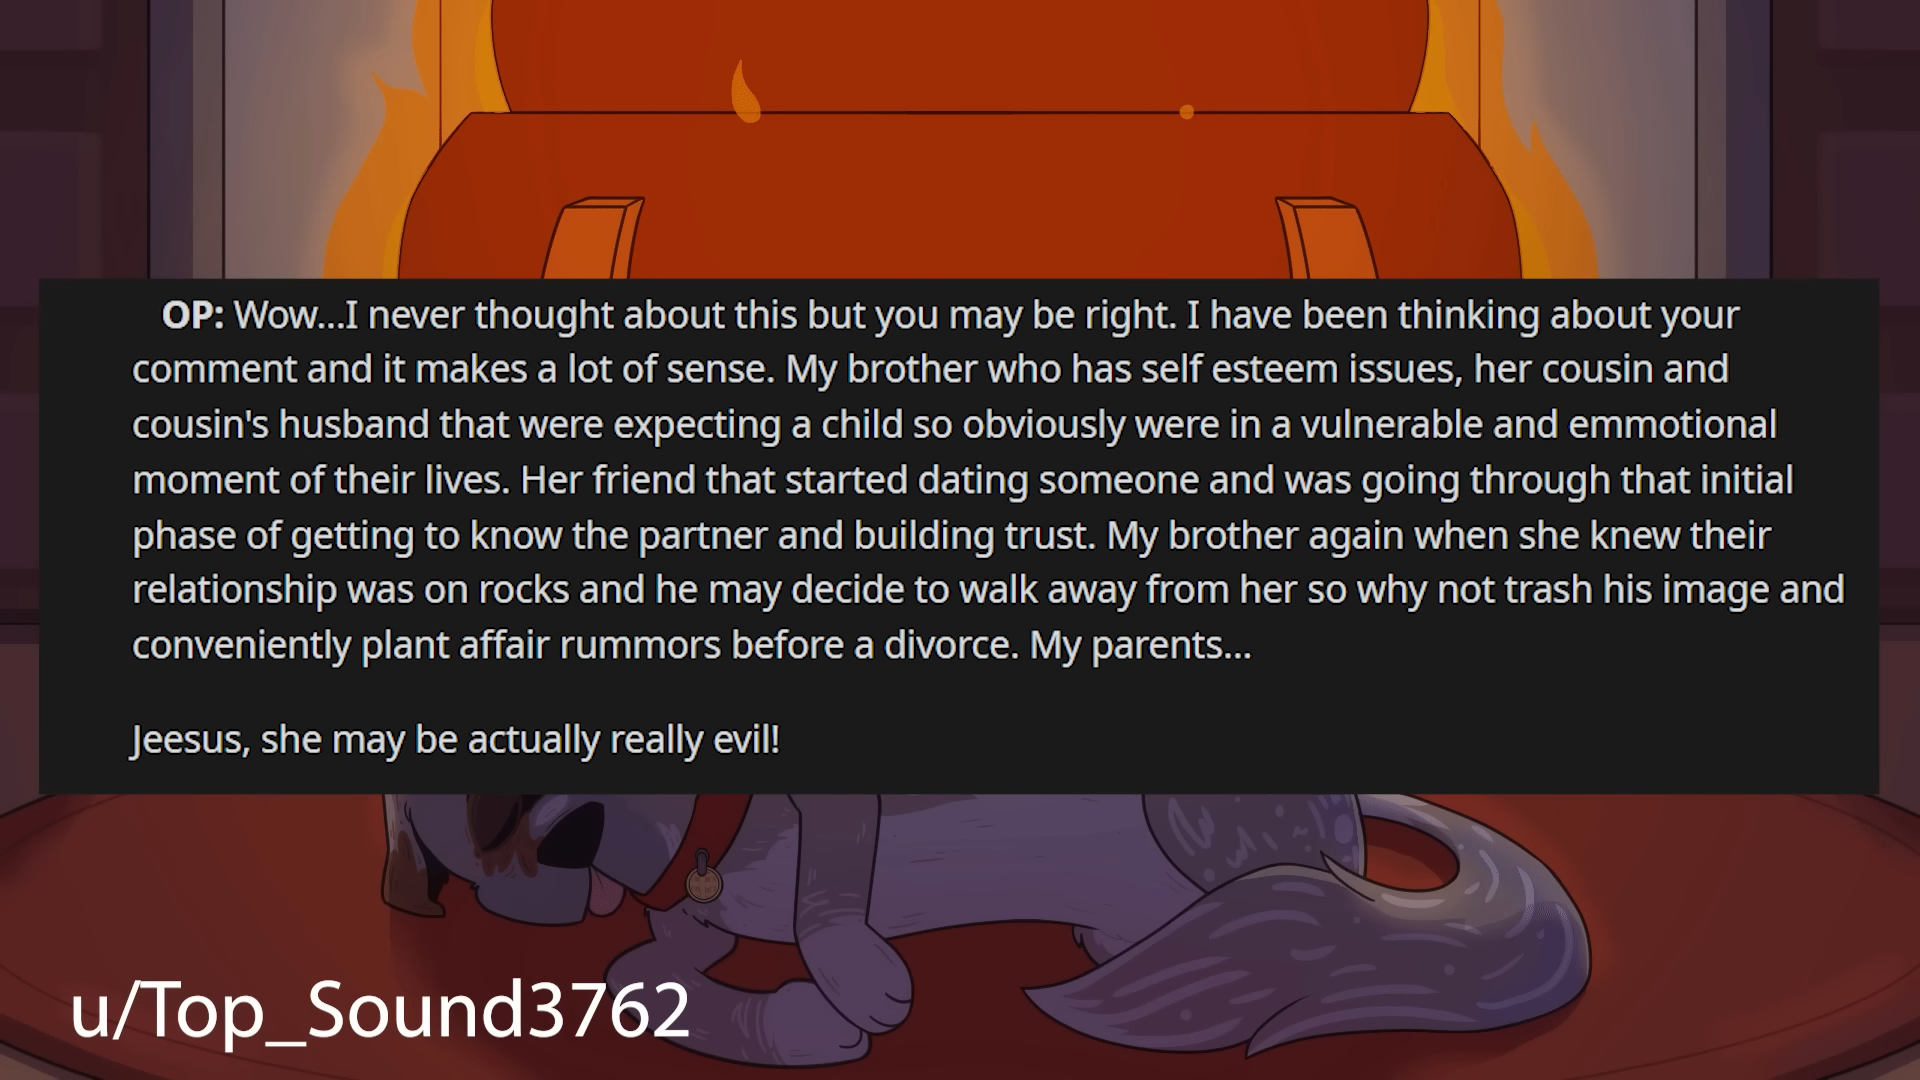 OP: Wow...I never thought about this but you may be right. I have been thinking about your
comment and it makes a lot of sense. My brother who has self esteem issues, her cousin and
cousin's husband that were expecting a child so obviously were in a vulnerable and emmotional
moment of their lives. Her friend that started dating someone and was going through that initial
phase of getting to know the partner and building trust. My brother again when she knew their
relationship was on rocks and he may decide to walk away from her so why not trash his image and
conveniently plant affair rummors before a divorce. My parents...
Jeesus, she may be actually really evil!
u/Top_Sound3762